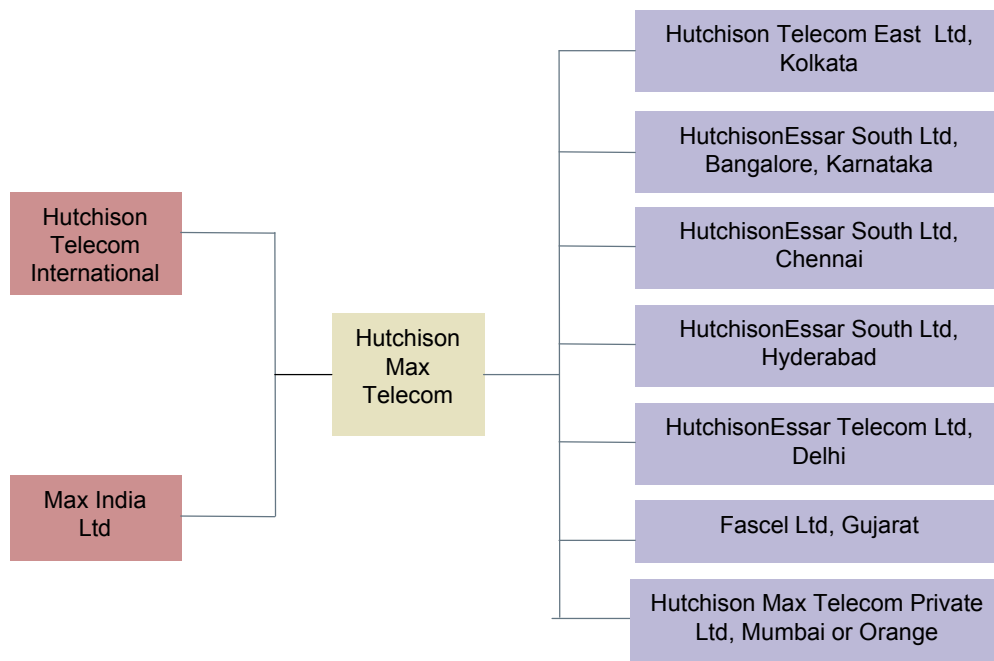 Hutchison Telecom East Ltd,
Kolkata
HutchisonEssar South Ltd,
Bangalore, Karnataka
Hutchison
Telecom
International
HutchisonEssar South Ltd,
Chennai
Hutchison
Max
Telecom
HutchisonEssar South Ltd,
Hyderabad
HutchisonEssar Telecom Ltd,
Delhi
Max India
Ltd
Fascel Ltd, Gujarat
Hutchison Max Telecom Private
Ltd, Mumbai or Orange